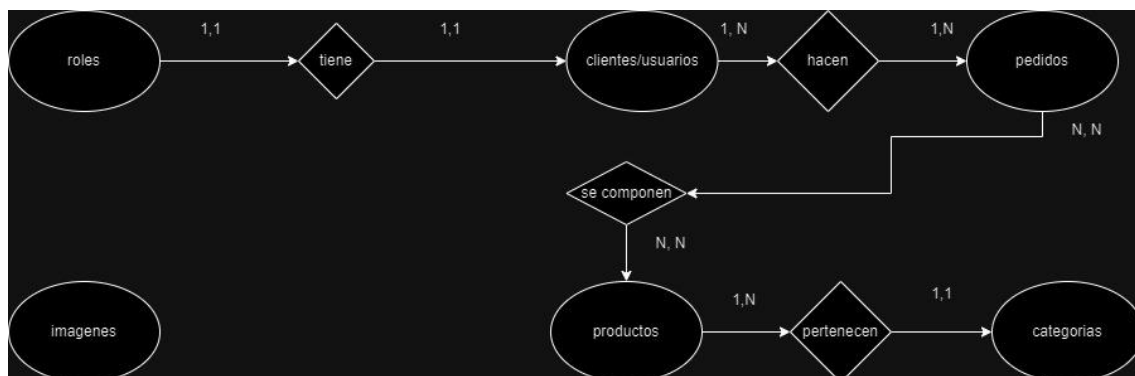 1,1
1,1
1, N
1,N
roles
tiene
clientes/usuarios
hacen
pedidos
N, N
se componen
N, N
1,N
1,1
imagenes
productos
pertenecen
categorias